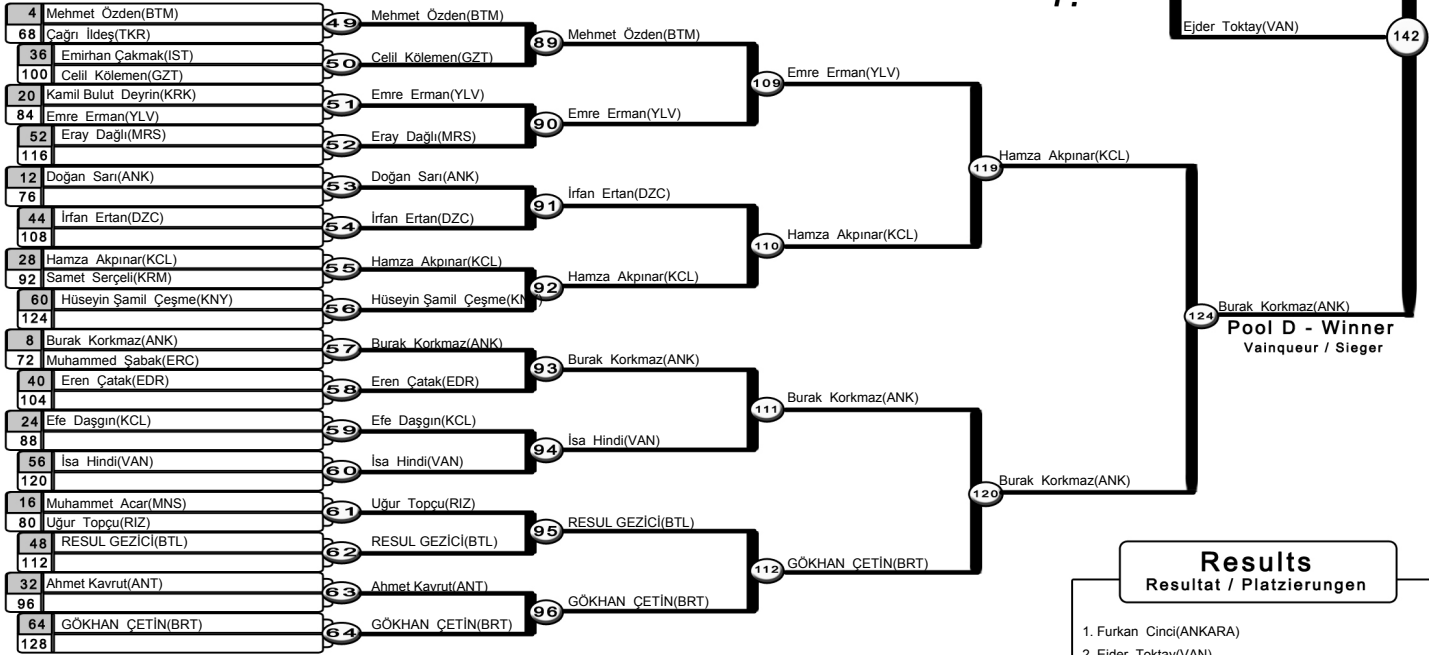 4 Mehmet Özden(BTM)
68 Çağrı İldeş(TKR)
36 Emirhan Çakmak(IST)
100 Celil Kölemen(GZT)
20 Kamil Bulut Deyrin(KRK)
84 Emre Erman(YLV)
52 Eray Dağlı(MRS)
116
12 Doğan Sarı(ANK)
76
44 İrfan Ertan(DZC)
108
28 Hamza Akpınar(KCL)
92 Samet Serçeli(KRM)
60 Hüseyin Şamil Çeşme(KNY)
124
8 Burak Korkmaz(ANK)
72 Muhammed Şabak(ERC)
40 Eren Çatak(EDR)
104
24 Efe Daşgın(KCL)
88
56 İsa Hindi(VAN)
120
16 Muhammet Acar(MNS)
80 Uğur Topçu(RIZ)
48 RESUL GEZİCİ(BTL)
112
32 Ahmet Kavrut(ANT)
96
64 GÖKHAN ÇETİN(BRT)
128
49 Mehmet Özden(BTM)
50 Celil Kölemen(GZT)
51 Emre Erman(YLV)
52 Eray Dağlı(MRS)
53 Doğan Sarı(ANK)
54 İrfan Ertan(DZC)
55 Hamza Akpınar(KCL)
56 Hüseyin Şamil Çeşme(KNY)
57 Burak Korkmaz(ANK)
58 Eren Çatak(EDR)
59 Efe Daşgın(KCL)
60 İsa Hindi(VAN)
61 Uğur Topçu(RIZ)
62 RESUL GEZİCİ(BTL)
63 Ahmet Kavrut(ANT)
64 GÖKHAN ÇETİN(BRT)
89 Mehmet Özden(BTM)
90 Emre Erman(YLV)
91 İrfan Ertan(DZC)
92 Hamza Akpınar(KCL)
93 Burak Korkmaz(ANK)
94 İsa Hindi(VAN)
95 RESUL GEZİCİ(BTL)
96 GÖKHAN ÇETİN(BRT)
109 Emre Erman(YLV)
110 Hamza Akpınar(KCL)
111 Burak Korkmaz(ANK)
112 GÖKHAN ÇETİN(BRT)
119 Hamza Akpınar(KCL)
120 Burak Korkmaz(ANK)
124 Burak Korkmaz(ANK)
Pool D - Winner
Vainqueur / Sieger
Ejder Toktay(VAN)
142
Results
Resultat / Platzierungen
1. Furkan Cinci(ANKARA)
2. Ejder Toktay(VAN)